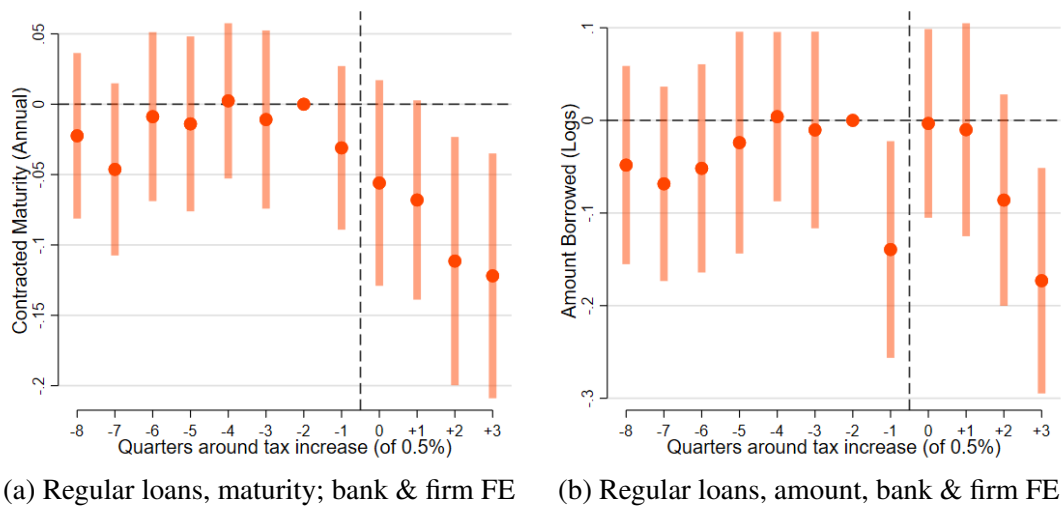 Contracted Maturity (Annual)
.05
0
-.05
-.1
-.15
-.2
-8 -7 -6 -5 -4 -3 -2 -1 0 +1 +2 +3
Quarters around tax increase (of 0.5%)
(a) Regular loans, maturity; bank & firm FE
Amount Borrowed (Logs)
.1
0
-.1
-.2
-.3
-8 -7 -6 -5 -4 -3 -2 -1 0 +1 +2 +3
Quarters around tax increase (of 0.5%)
(b) Regular loans, amount, bank & firm FE